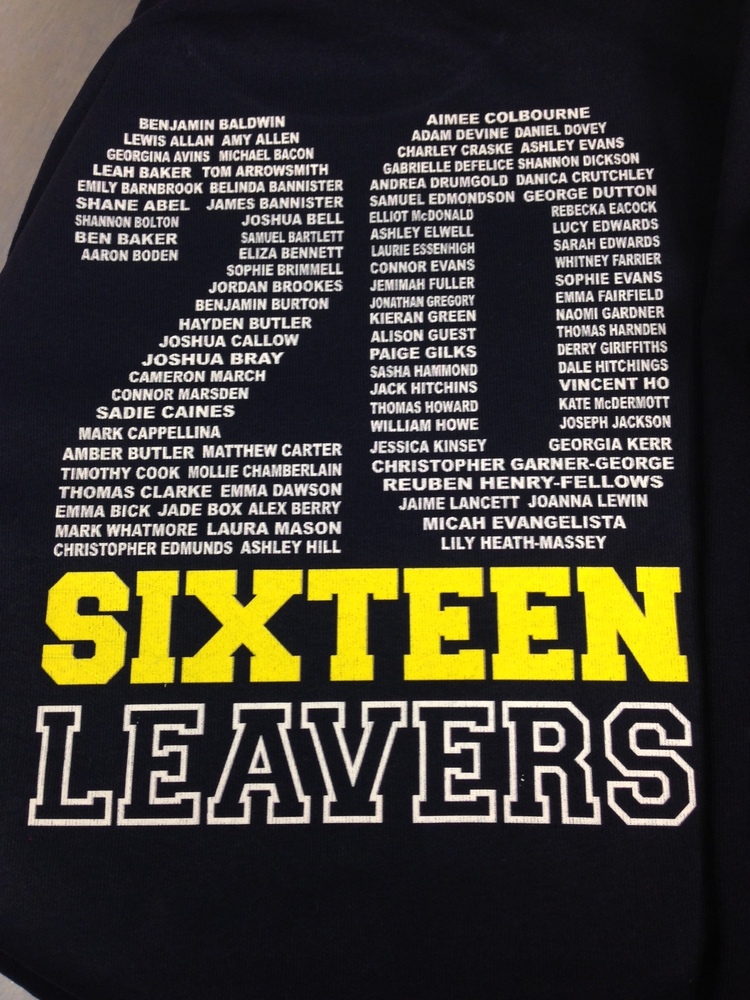 BENJAMIN BALDWIN
LEWIS ALLAN AMY ALLEN
GEORGINA AVINS MICHAEL BACON
LEAH BAKER TOM ARROWSMITH
EMILY BARNBROOK BELINDA BANNISTER
SHANE ABEL JAMES BANNISTER
SHANNON BOLTON JOSHUA BELL
BEN BAKER SAMUEL BARTLETT
AARON BODEN ELIZA BENNETT
SOPHIE BRIMMELL
JORDAN BROOKES
BENJAMIN BURTON
HAYDEN BUTLER
JOSHUA CALLOW
JOSHUA BRAY
CAMERON MARCH
CONNOR MARSDEN
SADIE CAINES
MARK CAPPELLINA
AMBER BUTLER MATTHEW CARTER
TIMOTHY COOK MOLLIE CHAMBERLAIN
THOMAS CLARKE EMMA DAWSON
EMMA BICK JADE BOX ALEX BERRY
MARK WHATMORE LAURA MASON
CHRISTOPHER EDMUNDS ASHLEY HILL
AIMEE COLBOURNE
ADAM DEVINE DANIEL DOVEY
CHARLEY CRASKE ASHLEY EVANS
GABRIELLE DEFELICE SHANNON DICKSON
ANDREA DRUMGOLD DANICA CRUTCHLEY
SAMUEL EDMONDSON GEORGE DUTTON
ELLIOT McDONALD REBECKA EACOCK
ASHLEY ELWELL LUCY EDWARDS
LAURIE ESSENHIGH SARAH EDWARDS
CONNOR EVANS WHITNEY FARRIER
JEMIMAH FULLER SOPHIE EVANS
JONATHAN GREGORY EMMA FAIRFIELD
KIERAN GREEN NAOMI GARDNER
ALISON GUEST THOMAS HARNDEN
PAIGE GILKS DERRY GIRIFFITHS
SASHA HAMMOND DALE HITCHINGS
JACK HITCHINS VINCENT HO
THOMAS HOWARD KATE McDERMOTT
WILLIAM HOWE JOSEPH JACKSON
JESSICA KINSEY GEORGIA KERR
CHRISTOPHER GARNER-GEORGE
REUBEN HENRY-FELLOWS
JAIME LANCETT JOANNA LEWIN
MICAH EVANGELISTA
LILY HEATH-MASSEY
SIXTEEN
LEAVERS